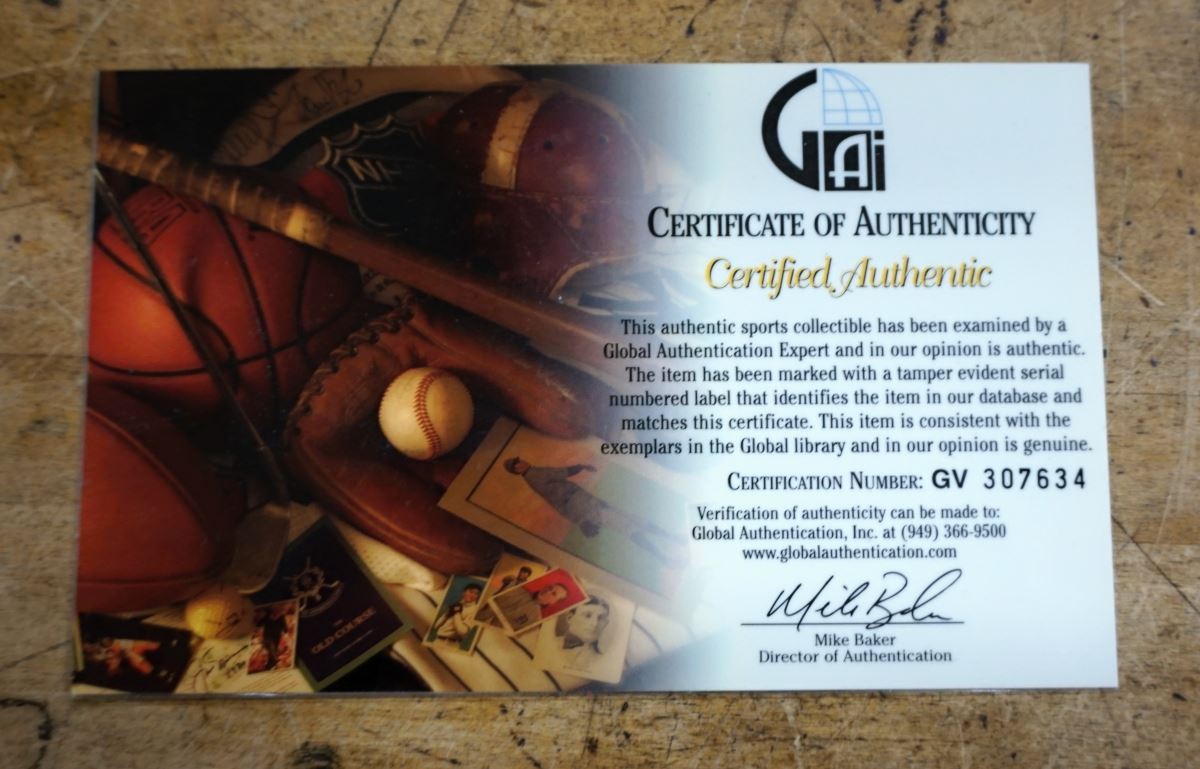 GAi
CERTIFICATE OF AUTHENTICITY
Certified Authentic
This authentic sports collectible has been examined by a
Global Authentication Expert and in our opinion is authentic.
The item has been marked with a tamper evident serial
numbered label that identifies the item in our database and
matches this certificate. This item is consistent with the
exemplars in the Global library and in our opinion is genuine.
CERTIFICATION NUMBER: GV 307634
Verification of authenticity can be made to:
Global Authentication, Inc. at (949) 366-9500
www.globalauthentication.com
Mike Baker
Mike Baker
Director of Authentication
OLD COURSE